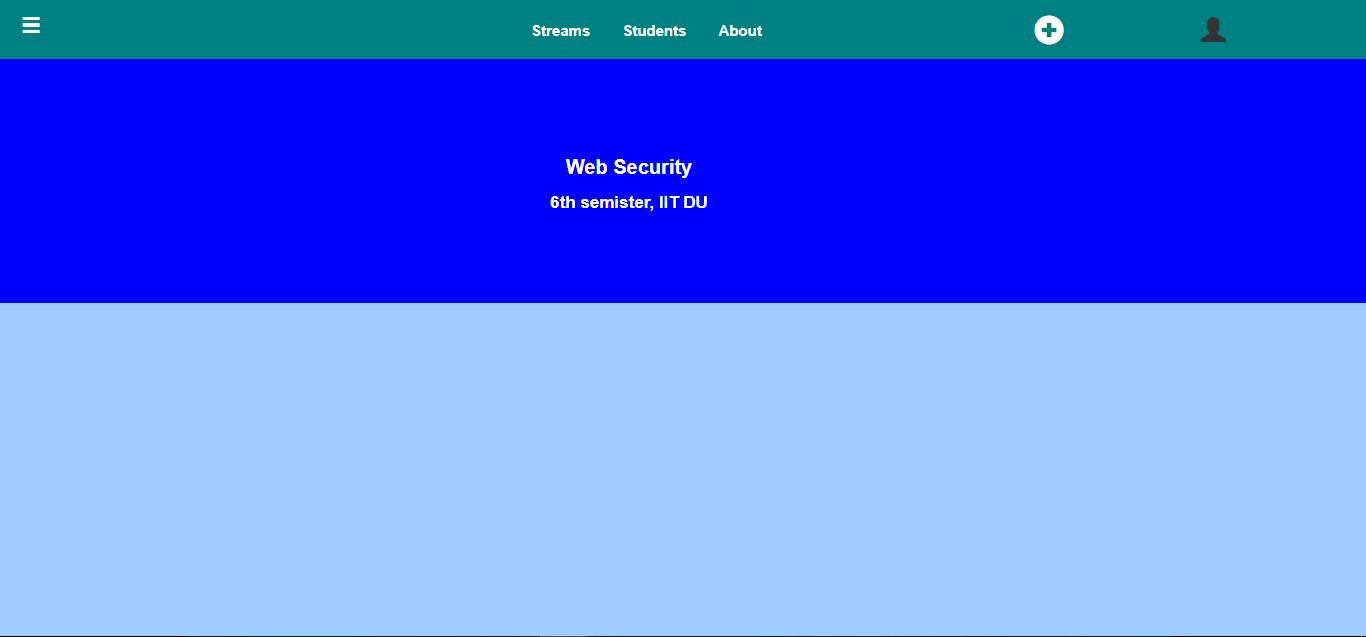 Streams Students About
Web Security
6th semister, IIT DU